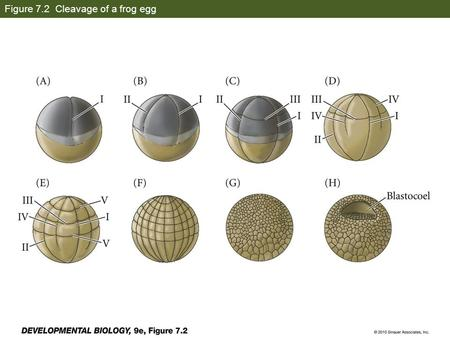 Figure 7.2 Cleavage of a frog egg
(A) (B) (C) (D)
I II I II III I III IV IV I II
(E) (F) (G) (H)
III V IV I II V Blastocoel
DEVELOPMENTAL BIOLOGY, 9e, Figure 7.2
© 2010 Sinauer Associates, Inc.